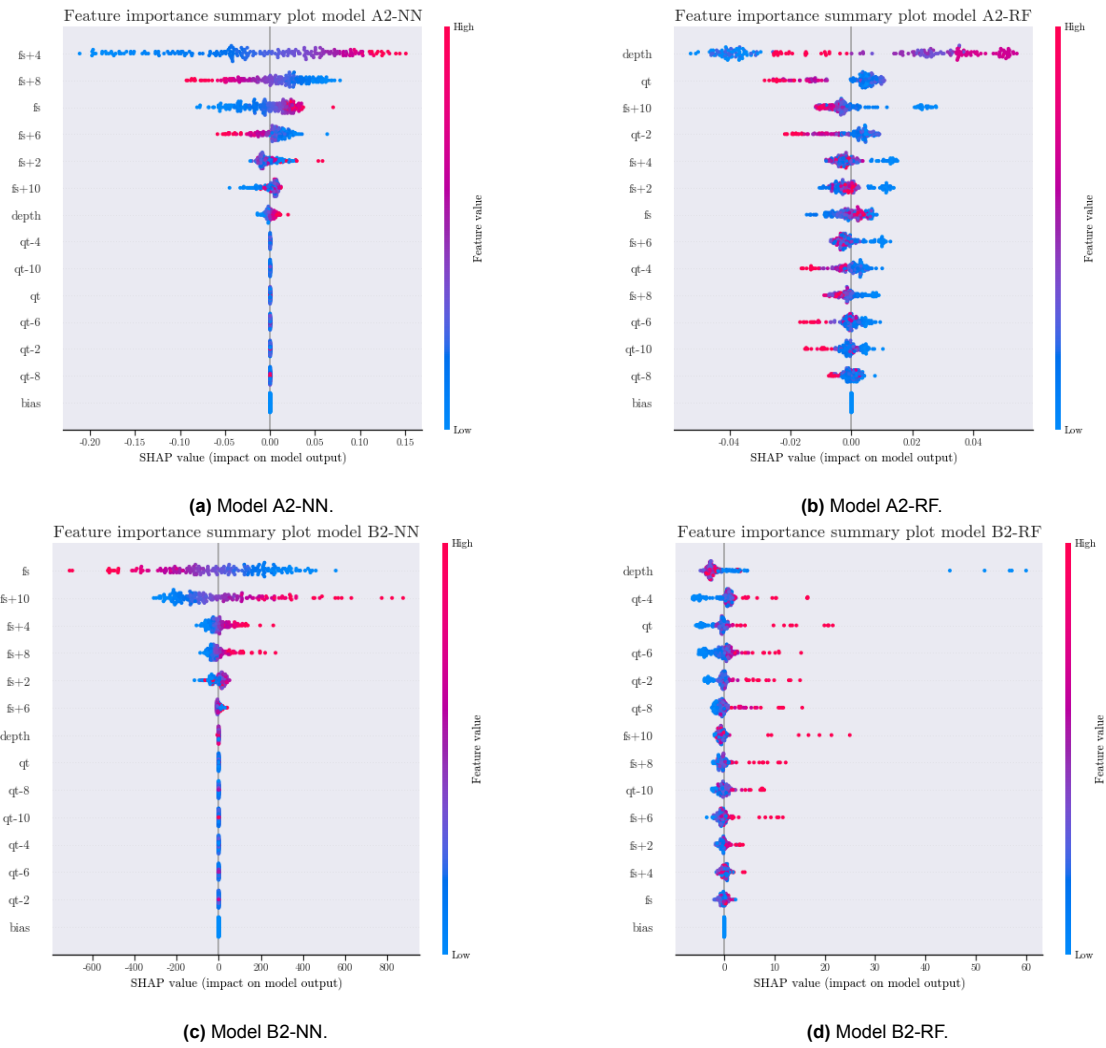 Feature importance summary plot model A2-NN
High
fs+4
fs+8
fs
fs+6
fs+2
fs+10
depth
qt-4
qt-10
qt
qt-6
qt-2
qt-8
bias
Feature value
Low
-0.20 -0.15 -0.10 -0.05 0.00 0.05 0.10 0.15
SHAP value (impact on model output)
(a) Model A2-NN.
Feature importance summary plot model A2-RF
High
depth
qt
fs+10
qt-2
fs+4
fs+2
fs
fs+6
qt-4
fs+8
qt-6
qt-10
qt-8
bias
Feature value
Low
-0.04 -0.02 0.00 0.02 0.04
SHAP value (impact on model output)
(b) Model A2-RF.
Feature importance summary plot model B2-NN
High
fs
fs+10
fs+4
fs+8
fs+2
fs+6
depth
qt
qt-8
qt-10
qt-4
qt-6
qt-2
bias
Feature value
Low
-600 -400 -200 0 200 400 600 800
SHAP value (impact on model output)
(c) Model B2-NN.
Feature importance summary plot model B2-RF
High
depth
qt-4
qt
qt-6
qt-2
qt-8
fs+10
fs+8
qt-10
fs+6
fs+2
fs+4
fs
bias
Feature value
Low
0 10 20 30 40 50 60
SHAP value (impact on model output)
(d) Model B2-RF.